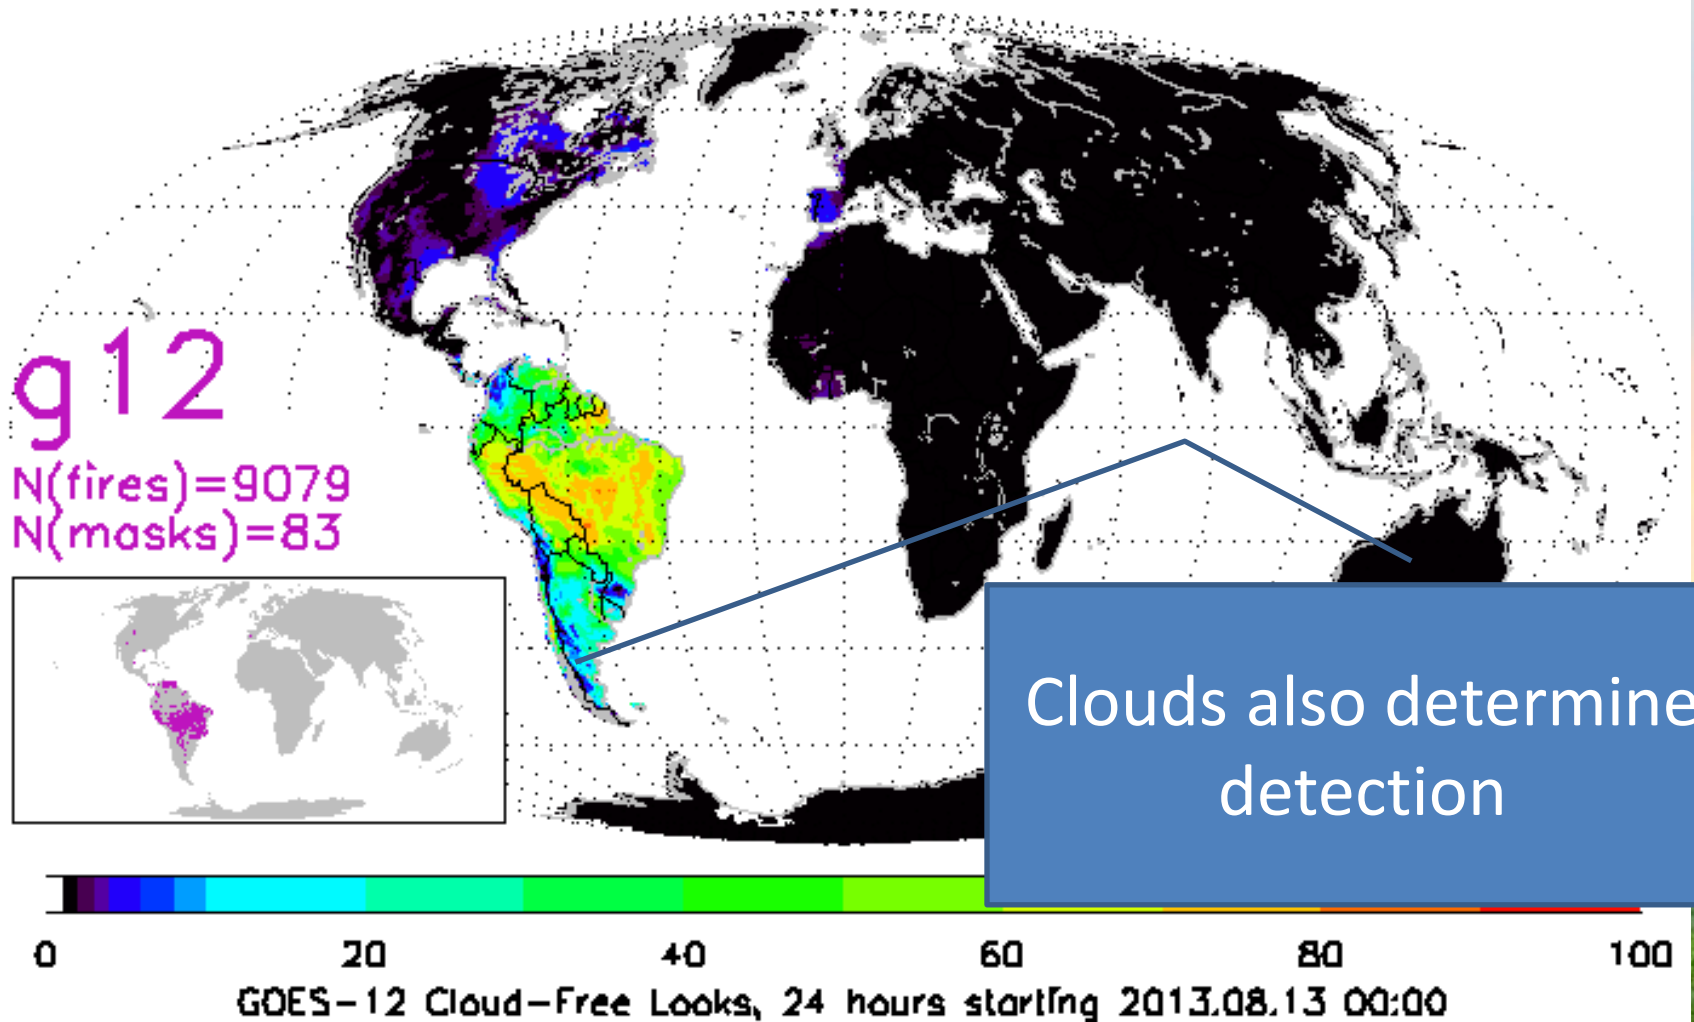 g12
N(fires)=9079
N(masks)=83
Clouds also determine
detection
0 20 40 60 80 100
GOES-12 Cloud-Free Looks, 24 hours starting 2013.08.13 00:00